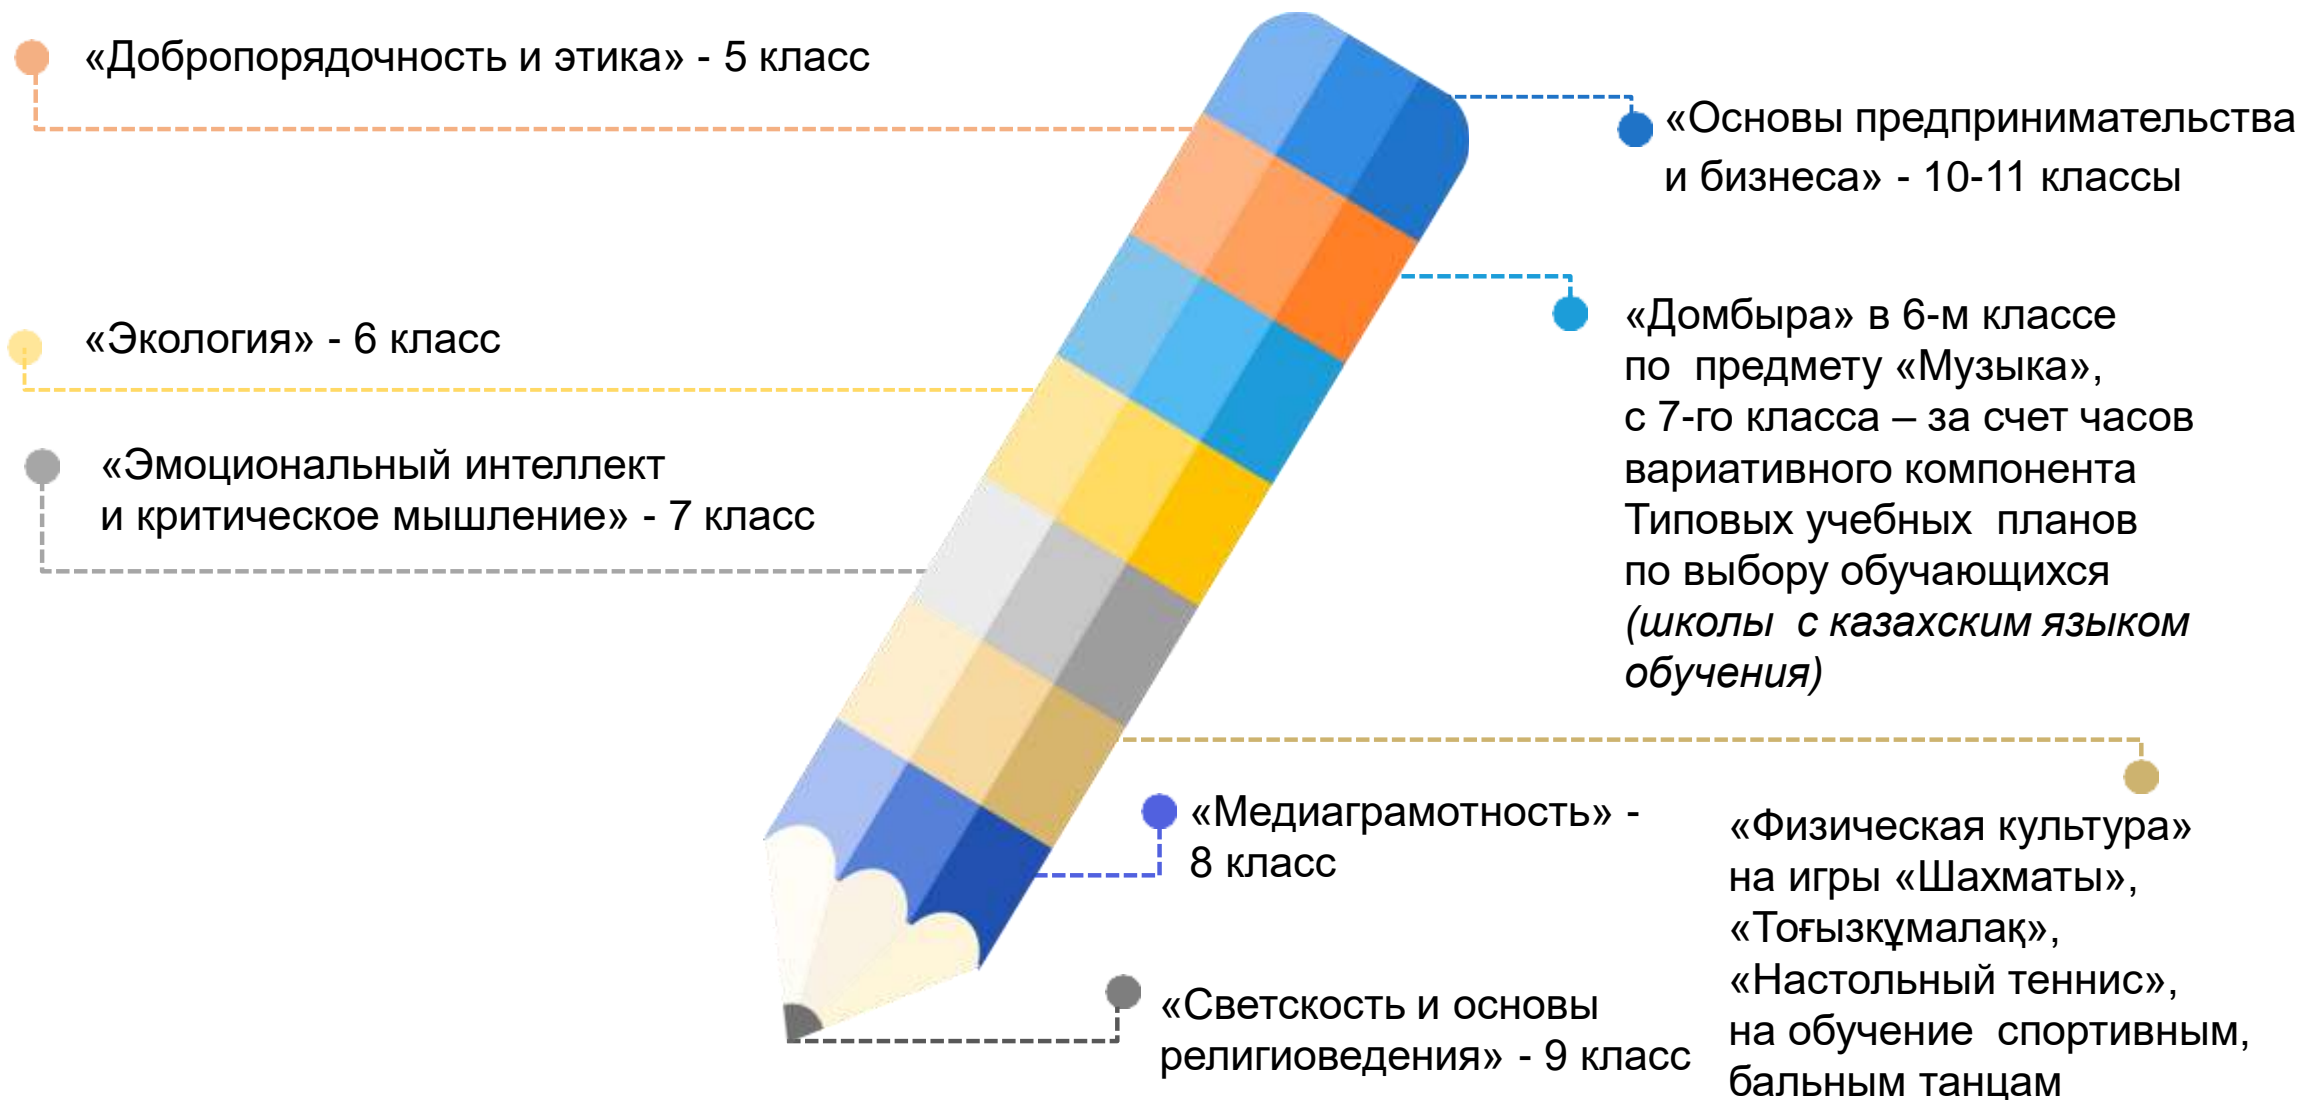 «Добропорядочность и этика» - 5 класс
«Экология» - 6 класс
«Эмоциональный интеллект
и критическое мышление» - 7 класс
«Основы предпринимательства
и бизнеса» - 10-11 классы
«Домбыра» в 6-м классе
по предмету «Музыка»,
с 7-го класса – за счет часов
вариативного компонента
Типовых учебных планов
по выбору обучающихся
(школы с казахским языком
обучения)
«Медиаграмотность» -
8 класс
«Светскость и основы
религиоведения» - 9 класс
«Физическая культура»
на игры «Шахматы»,
«Тоғызкұмалақ»,
«Настольный теннис»,
на обучение спортивным,
бальным танцам